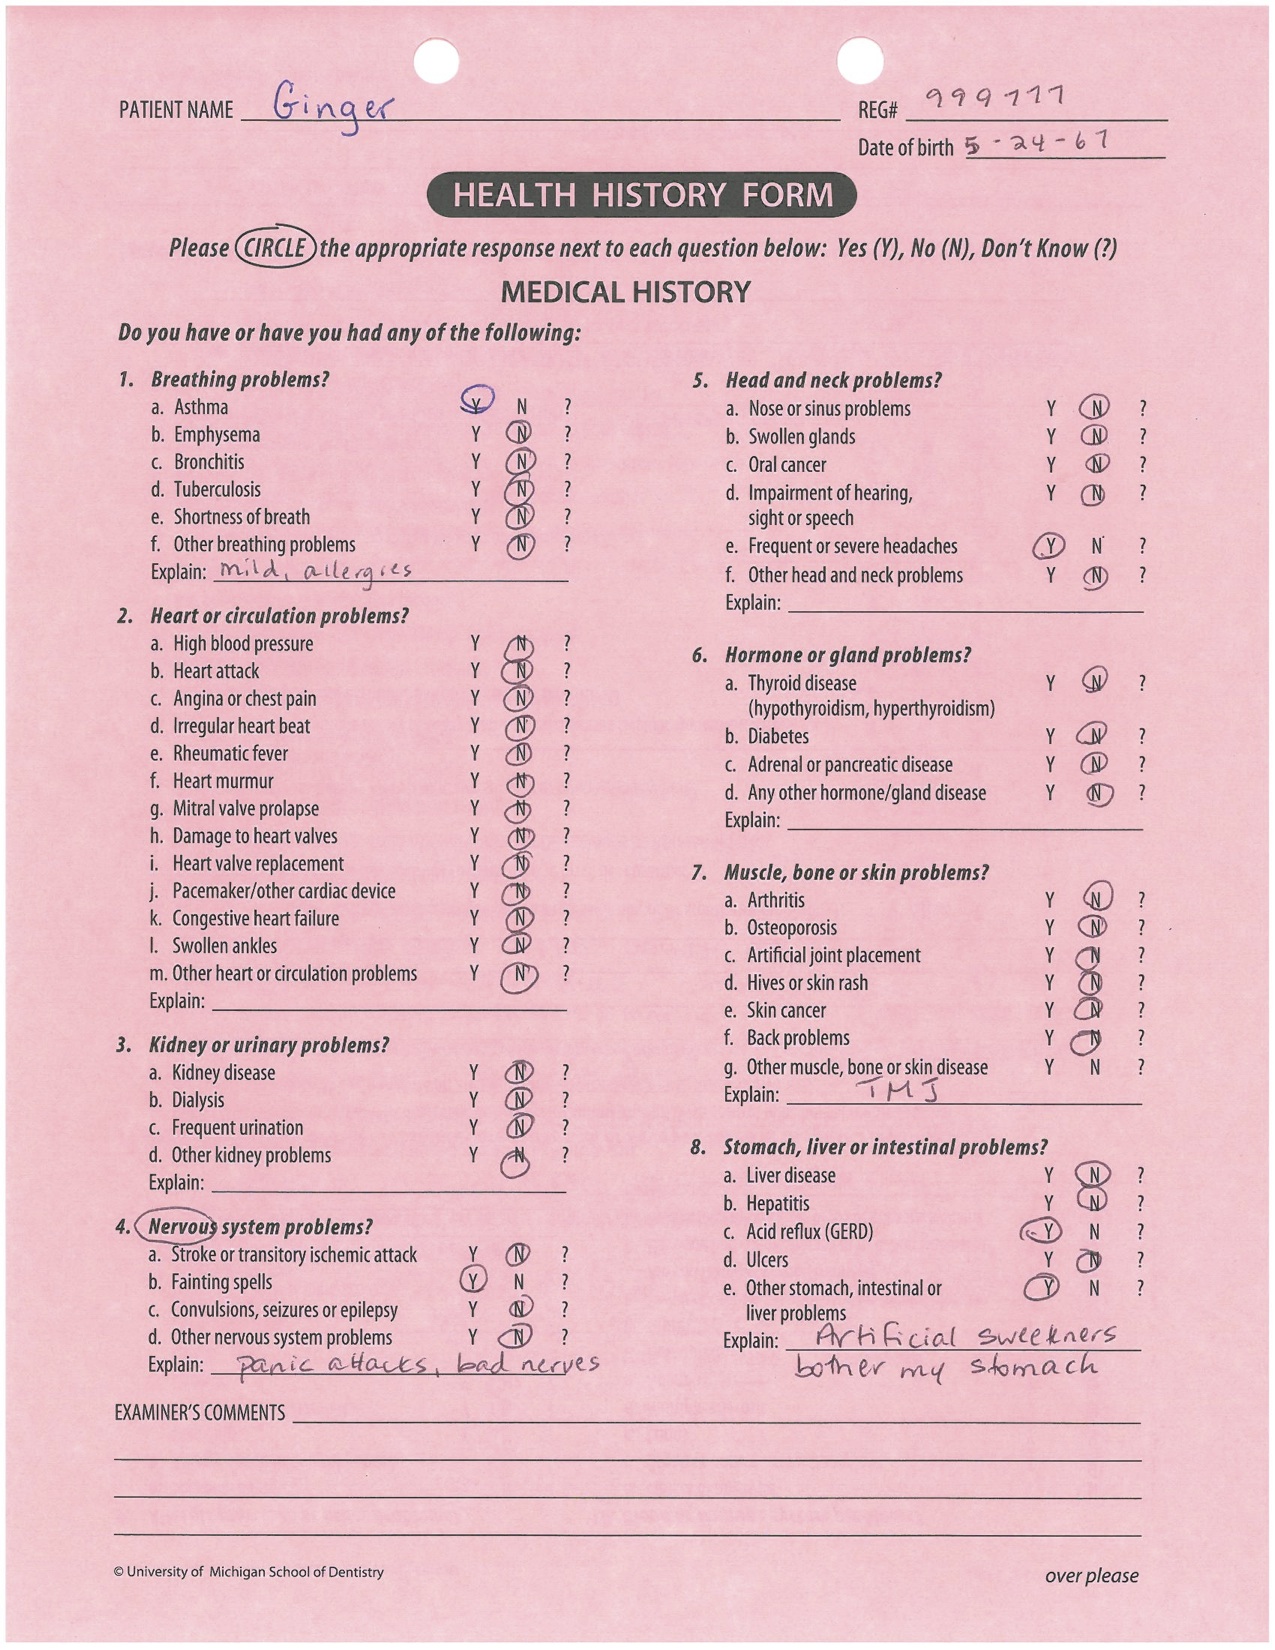 PATIENT NAME Ginger REG# 999777
Date of birth 5-24-67
HEALTH HISTORY FORM
Please CIRCLE the appropriate response next to each question below: Yes (Y), No (N), Don't Know (?)
MEDICAL HISTORY
Do you have or have you had any of the following:
1. Breathing problems?
a. Asthma Y N ?
b. Emphysema Y N ?
c. Bronchitis Y N ?
d. Tuberculosis Y N ?
e. Shortness of breath Y N ?
f. Other breathing problems Y N ?
Explain: mild, allergies
2. Heart or circulation problems?
a. High blood pressure Y N ?
b. Heart attack Y N ?
c. Angina or chest pain Y N ?
d. Irregular heart beat Y N ?
e. Rheumatic fever Y N ?
f. Heart murmur Y N ?
g. Mitral valve prolapse Y N ?
h. Damage to heart valves Y N ?
i. Heart valve replacement Y N ?
j. Pacemaker/other cardiac device Y N ?
k. Congestive heart failure Y N ?
l. Swollen ankles Y N ?
m. Other heart or circulation problems Y N ?
Explain:
3. Kidney or urinary problems?
a. Kidney disease Y N ?
b. Dialysis Y N ?
c. Frequent urination Y N ?
d. Other kidney problems Y N ?
Explain:
4. Nervous system problems?
a. Stroke or transitory ischemic attack Y N ?
b. Fainting spells Y N ?
c. Convulsions, seizures or epilepsy Y N ?
d. Other nervous system problems Y N ?
Explain: panic attacks, bad nerves
5. Head and neck problems?
a. Nose or sinus problems Y N ?
b. Swollen glands Y N ?
c. Oral cancer Y N ?
d. Impairment of hearing, Y N ?
sight or speech
e. Frequent or severe headaches Y N ?
f. Other head and neck problems Y N ?
Explain:
6. Hormone or gland problems?
a. Thyroid disease Y N ?
(hypothyroidism, hyperthyroidism)
b. Diabetes Y N ?
c. Adrenal or pancreatic disease Y N ?
d. Any other hormone/gland disease Y N ?
Explain:
7. Muscle, bone or skin problems?
a. Arthritis Y N ?
b. Osteoporosis Y N ?
c. Artificial joint placement Y N ?
d. Hives or skin rash Y N ?
e. Skin cancer Y N ?
f. Back problems Y N ?
g. Other muscle, bone or skin disease Y N ?
Explain: TMJ
8. Stomach, liver or intestinal problems?
a. Liver disease Y N ?
b. Hepatitis Y N ?
c. Acid reflux (GERD) Y N ?
d. Ulcers Y N ?
e. Other stomach, intestinal or Y N ?
liver problems
Explain: Artificial sweetners
bother my stomach
EXAMINER'S COMMENTS
© University of Michigan School of Dentistry
over please